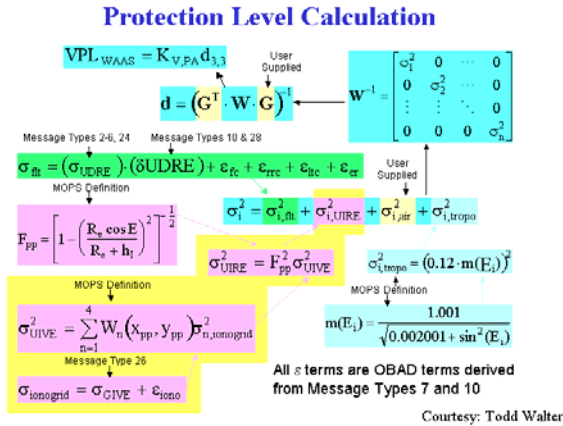 Protection Level Calculation
VPL_WAAS = K_V,PA d_3,3
User
Supplied
d = (G^T · W · G)^-1
W^-1 = [σ_1^2 0 ··· 0
0 σ_2^2 ··· 0
⋮ ⋮ ⋱ 0
0 0 0 σ_n^2]
Message Types 2-6, 24
Message Types 10 & 28
σ_flt = (σ_UDRE)·(δUDRE) + ε_fc + ε_rrc + ε_ltc + ε_er
MOPS Definition
User
Supplied
σ_i^2 = σ_i,flt^2 + σ_i,UIRE^2 + σ_i,air^2 + σ_i,tropo^2
F_pp = [1 − (R_e cosE / R_e + h_I)^2]^-1/2
σ_UIRE^2 = F_pp^2 σ_UIVE^2
σ_i,tropo^2 = (0.12 · m(E_i))^2
MOPS Definition
MOPS Definition
σ_UIVE^2 = Σ_n=1^4 W_n(x_pp, y_pp) σ_n,ionogrid^2
m(E_i) = 1.001 / √0.002001 + sin^2(E_i)
Message Type 26
σ_ionogrid = σ_GIVE + ε_iono
All ε terms are OBAD terms derived
from Message Types 7 and 10
Courtesy: Todd Walter